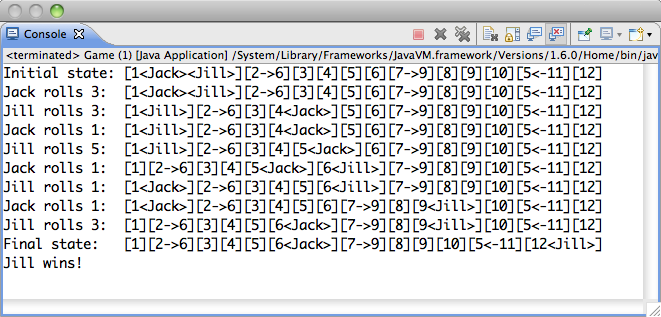 Console
<terminated> Game (1) [Java Application] /System/Library/Frameworks/JavaVM.framework/Versions/1.6.0/Home/bin/jav
Initial state: [1<Jack><Jill>][2->6][3][4][5][6][7->9][8][9][10][5<-11][12]
Jack rolls 3: [1<Jack><Jill>][2->6][3][4][5][6][7->9][8][9][10][5<-11][12]
Jill rolls 3: [1<Jill>][2->6][3][4<Jack>][5][6][7->9][8][9][10][5<-11][12]
Jack rolls 1: [1<Jack>][2->6][3][4<Jack>][5][6][7->9][8][9][10][5<-11][12]
Jill rolls 5: [1<Jill>][2->6][3][4][5<Jack>][6][7->9][8][9][10][5<-11][12]
Jack rolls 1: [1][2->6][3][4][5<Jack>][6<Jill>][7->9][8][9][10][5<-11][12]
Jill rolls 1: [1<Jack>][2->6][3][4][5][6<Jill>][7->9][8][9][10][5<-11][12]
Jack rolls 1: [1<Jack>][2->6][3][4][5][6][7->9][8][9<Jill>][10][5<-11][12]
Jill rolls 3: [1][2->6][3][4][5][6<Jack>][7->9][8][9<Jill>][10][5<-11][12]
Final state: [1][2->6][3][4][5][6<Jack>][7->9][8][9][10][5<-11][12<Jill>]
Jill wins!